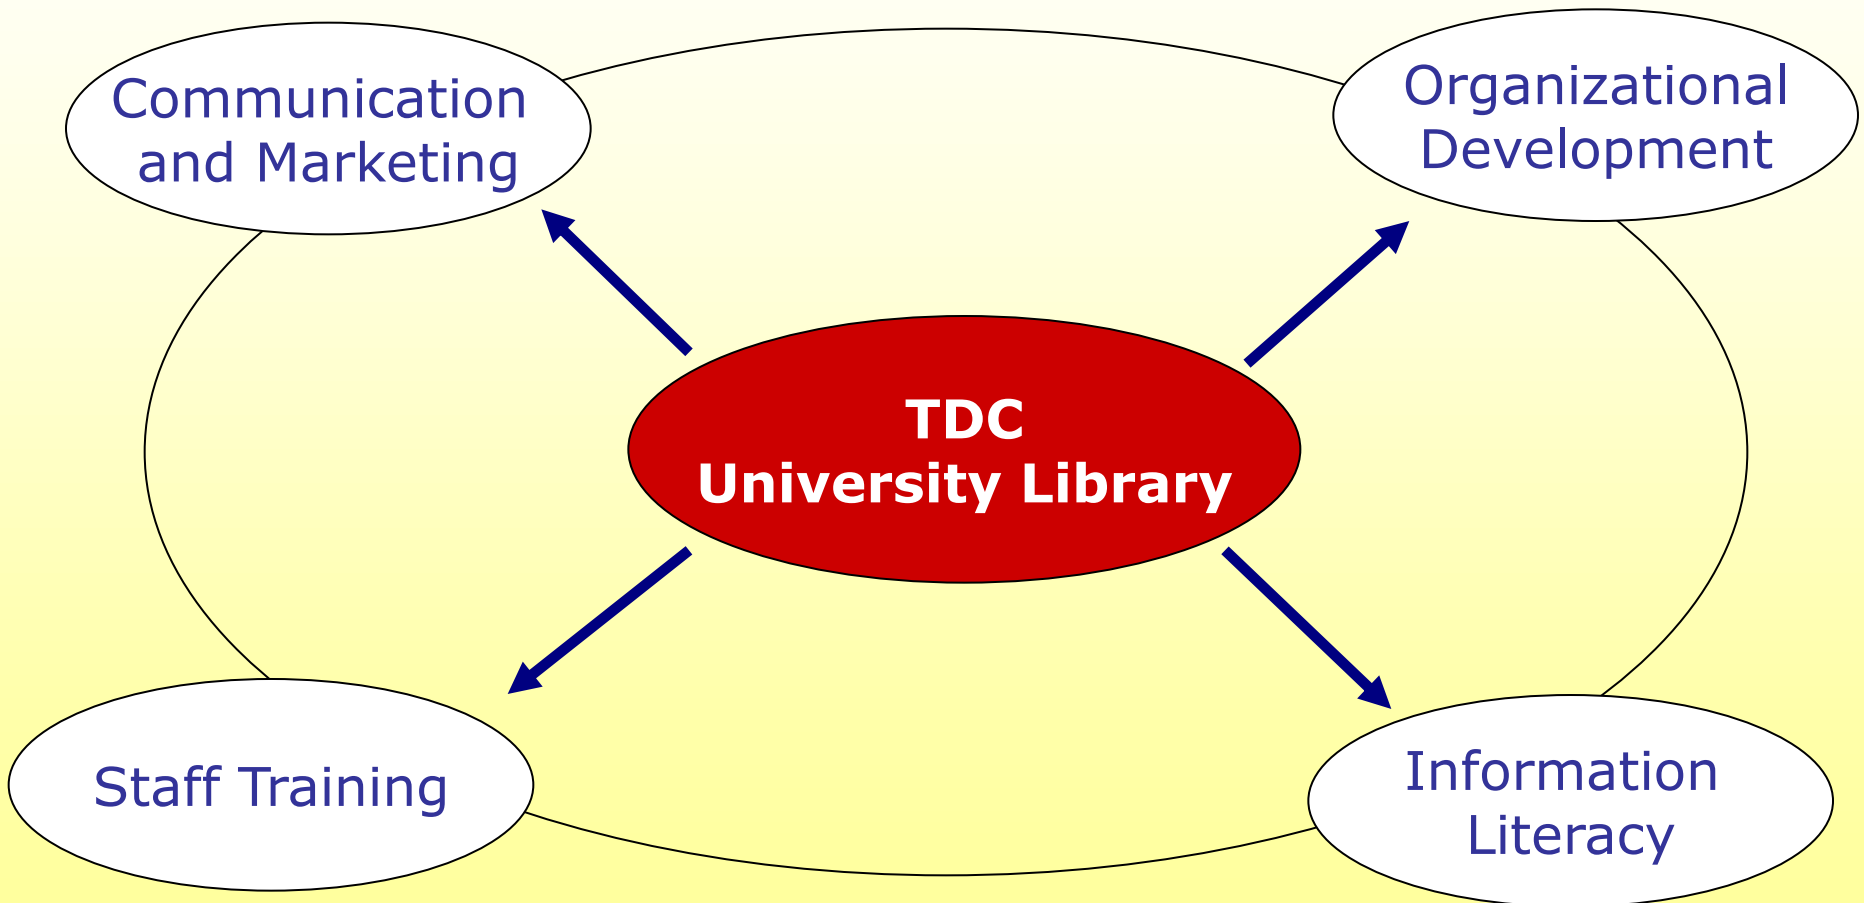 Communication
and Marketing
Organizational
Development
TDC
University Library
Staff Training
Information
Literacy